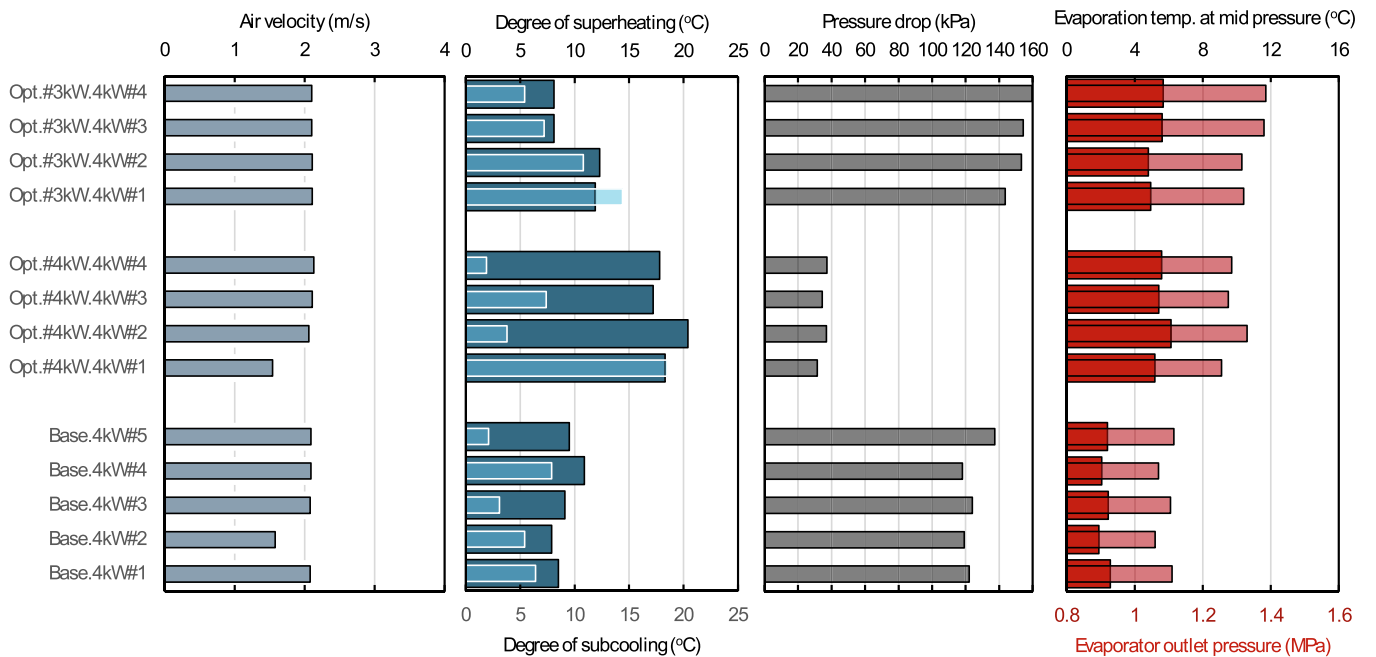 Air velocity (m/s)
Degree of superheating (°C)
Pressure drop (kPa)
Evaporation temp. at mid pressure (°C)
0 1 2 3 4
0 5 10 15 20 25
0 20 40 60 80 100 120 140 160
0 4 8 12 16
Opt.#3kW.4kW#4
Opt.#3kW.4kW#3
Opt.#3kW.4kW#2
Opt.#3kW.4kW#1
Opt.#4kW.4kW#4
Opt.#4kW.4kW#3
Opt.#4kW.4kW#2
Opt.#4kW.4kW#1
Base.4kW#5
Base.4kW#4
Base.4kW#3
Base.4kW#2
Base.4kW#1
0 5 10 15 20 25
0.8 1 1.2 1.4 1.6
Degree of subcooling (°C)
Evaporator outlet pressure (MPa)